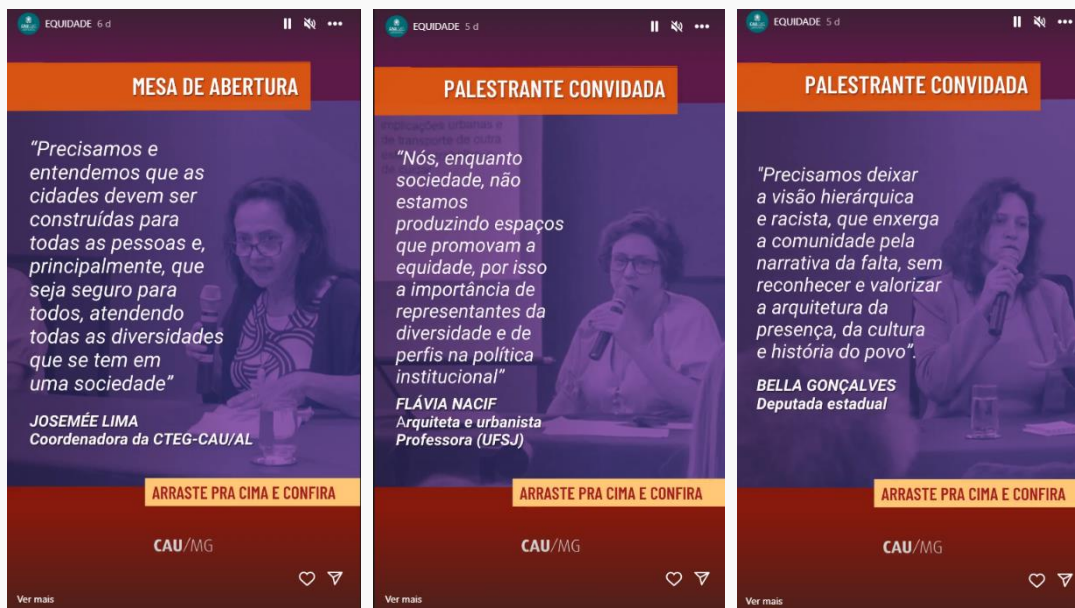 EQUIDADE 6 d
MESA DE ABERTURA
“Precisamos e
entendemos que as
cidades devem ser
construídas para
todas as pessoas e,
principalmente, que
seja seguro para
todos, atendendo
todas as diversidades
que se tem em
uma sociedade”
JOSEMÉE LIMA
Coordenadora da CTEG-CAU/AL
ARRASTE PRA CIMA E CONFIRA
CAU/MG
Ver mais
EQUIDADE 5 d
PALESTRANTE CONVIDADA
implicações urbanas e
de transporte de outra
“Nós, enquanto
sociedade, não
estamos
produzindo espaços
que promovam a
equidade, por isso
a importância de
representantes da
diversidade e de
perfis na política
institucional”
FLÁVIA NACIF
Arquiteta e urbanista
Professora (UFSJ)
ARRASTE PRA CIMA E CONFIRA
CAU/MG
Ver mais
EQUIDADE 5 d
PALESTRANTE CONVIDADA
"Precisamos deixar
a visão hierárquica
e racista, que enxerga
a comunidade pela
narrativa da falta, sem
reconhecer e valorizar
a arquitetura da
presença, da cultura
e história do povo”.
BELLA GONÇALVES
Deputada estadual
ARRASTE PRA CIMA E CONFIRA
CAU/MG
Ver mais